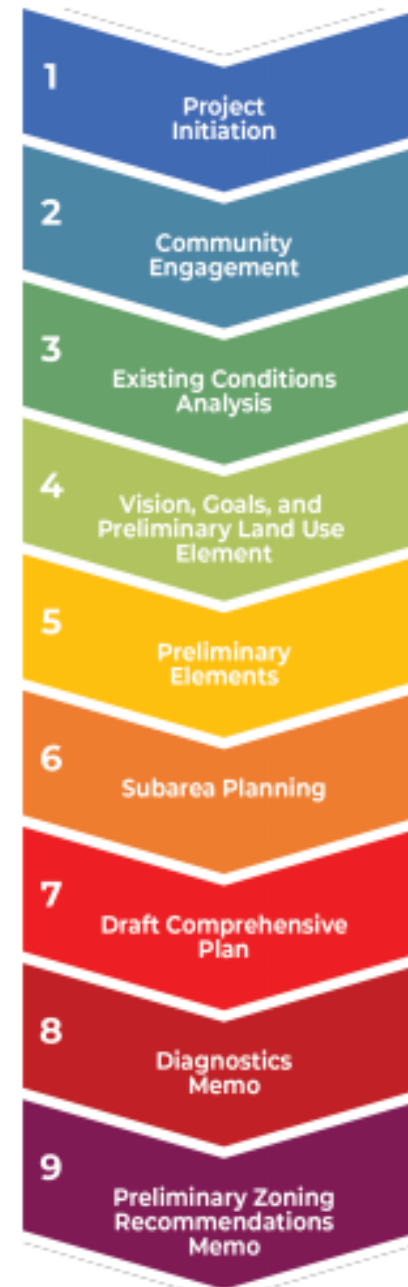 1
Project
Initiation
2
Community
Engagement
3
Existing Conditions
Analysis
4
Vision, Goals, and
Preliminary Land Use
Element
5
Preliminary
Elements
6
Subarea Planning
7
Draft Comprehensive
Plan
8
Diagnostics
Memo
9
Preliminary Zoning
Recommendations
Memo